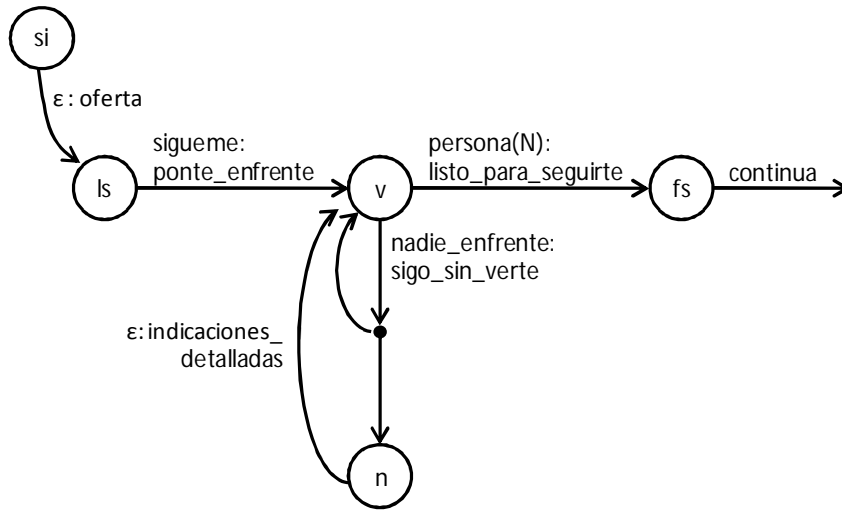 si
ε: oferta
sigueme:
ponte_enfrente
persona(N):
listo_para_seguirte
continua
ls
v
fs
nadie_enfrente:
sigo_sin_verte
ε: indicaciones_
detalladas
n